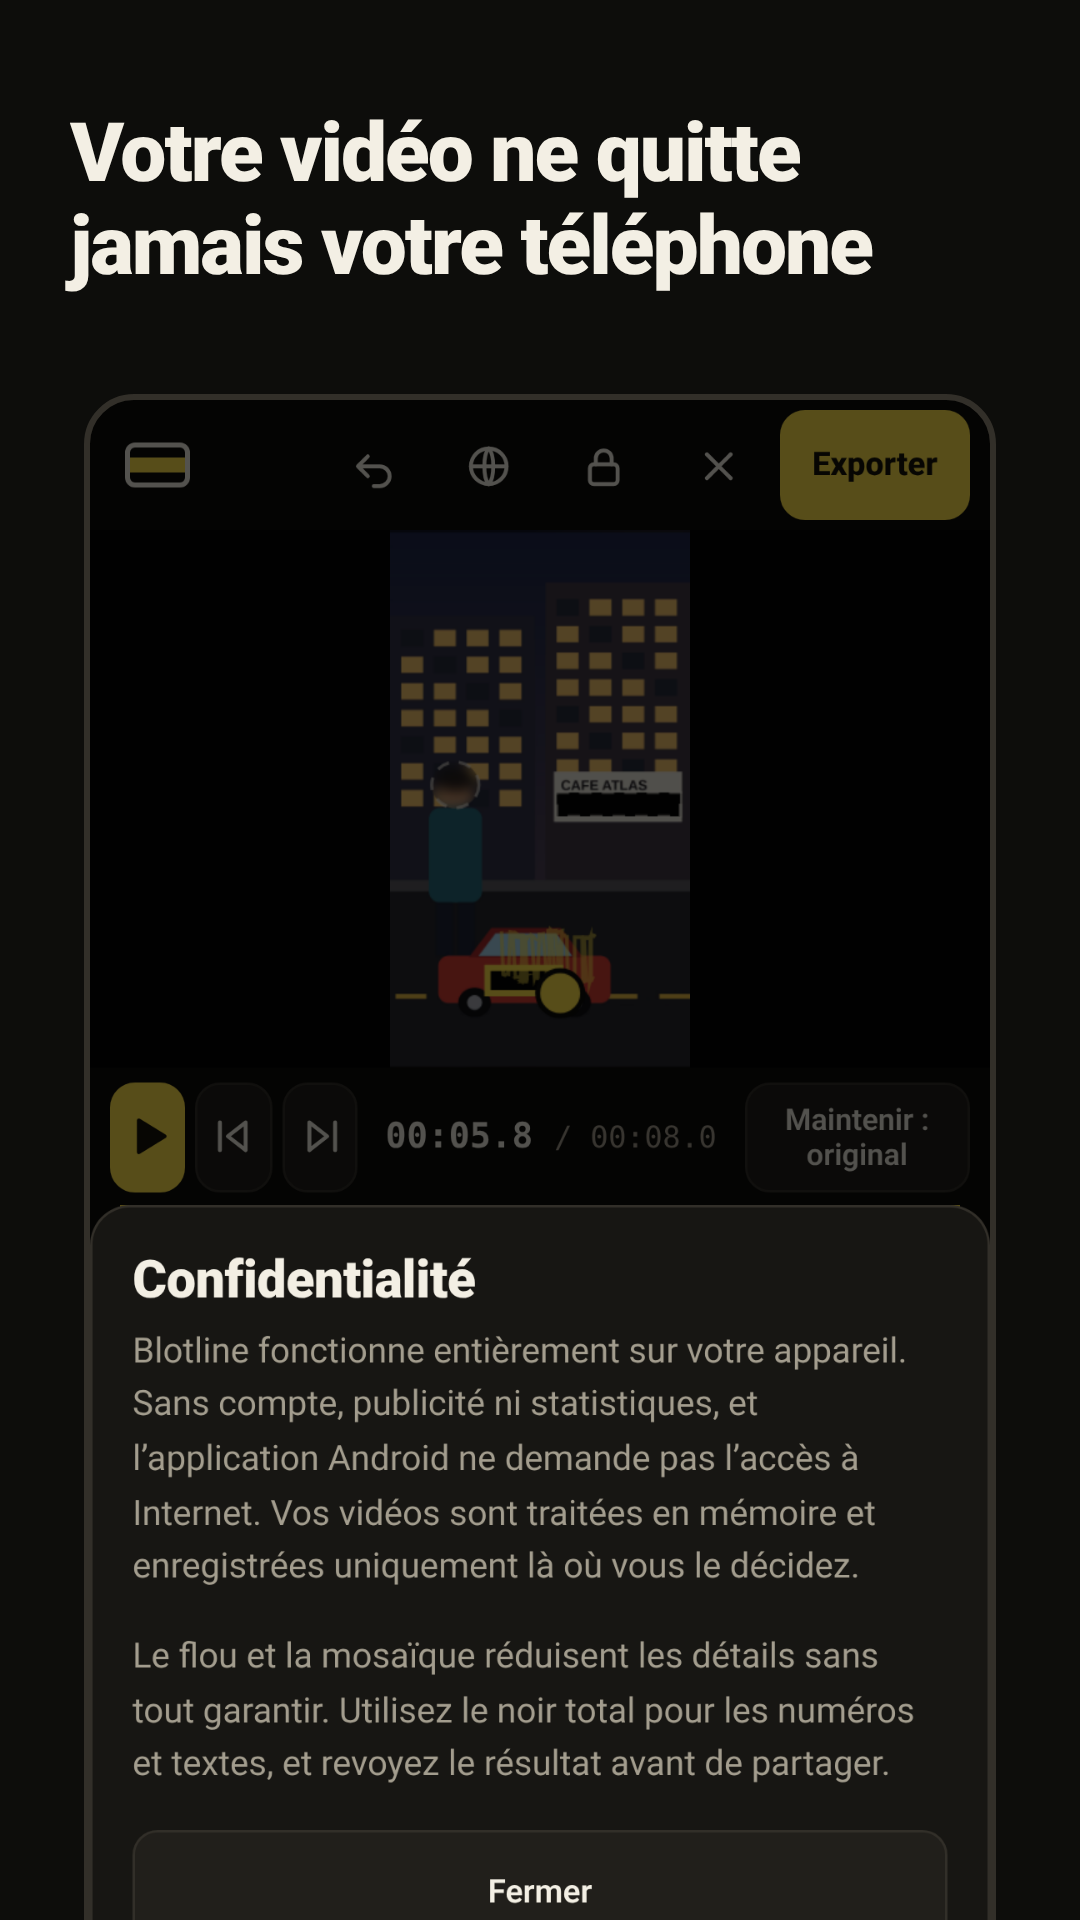 Votre vidéo ne quitte
jamais votre téléphone
Exporter
CAFE ATLAS
00:05.8 / 00:08.0
Maintenir :
original
Confidentialité
Blotline fonctionne entièrement sur votre appareil.
Sans compte, publicité ni statistiques, et
l’application Android ne demande pas l’accès à
Internet. Vos vidéos sont traitées en mémoire et
enregistrées uniquement là où vous le décidez.
Le flou et la mosaïque réduisent les détails sans
tout garantir. Utilisez le noir total pour les numéros
et textes, et revoyez le résultat avant de partager.
Fermer